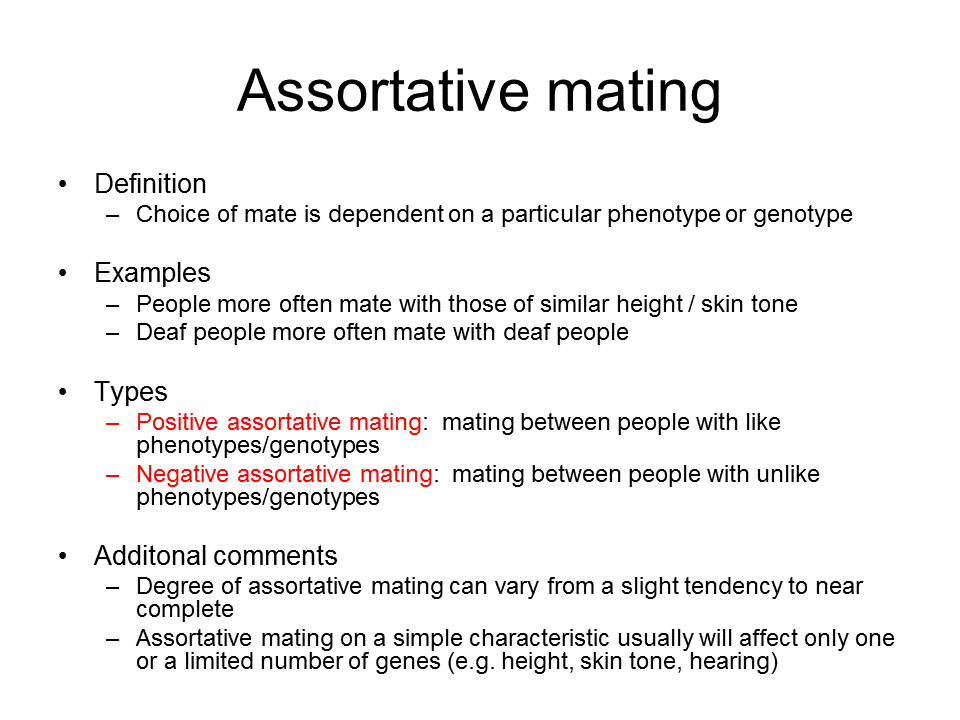 Assortative mating
• Definition
– Choice of mate is dependent on a particular phenotype or genotype
• Examples
– People more often mate with those of similar height / skin tone
– Deaf people more often mate with deaf people
• Types
– Positive assortative mating:  mating between people with like
phenotypes/genotypes
– Negative assortative mating:  mating between people with unlike
phenotypes/genotypes
• Additonal comments
– Degree of assortative mating can vary from a slight tendency to near
complete
– Assortative mating on a simple characteristic usually will affect only one
or a limited number of genes (e.g. height, skin tone, hearing)